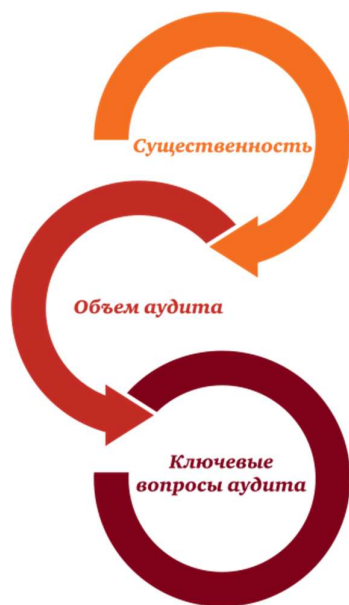 Существенность
Объем аудита
Ключевые
вопросы аудита